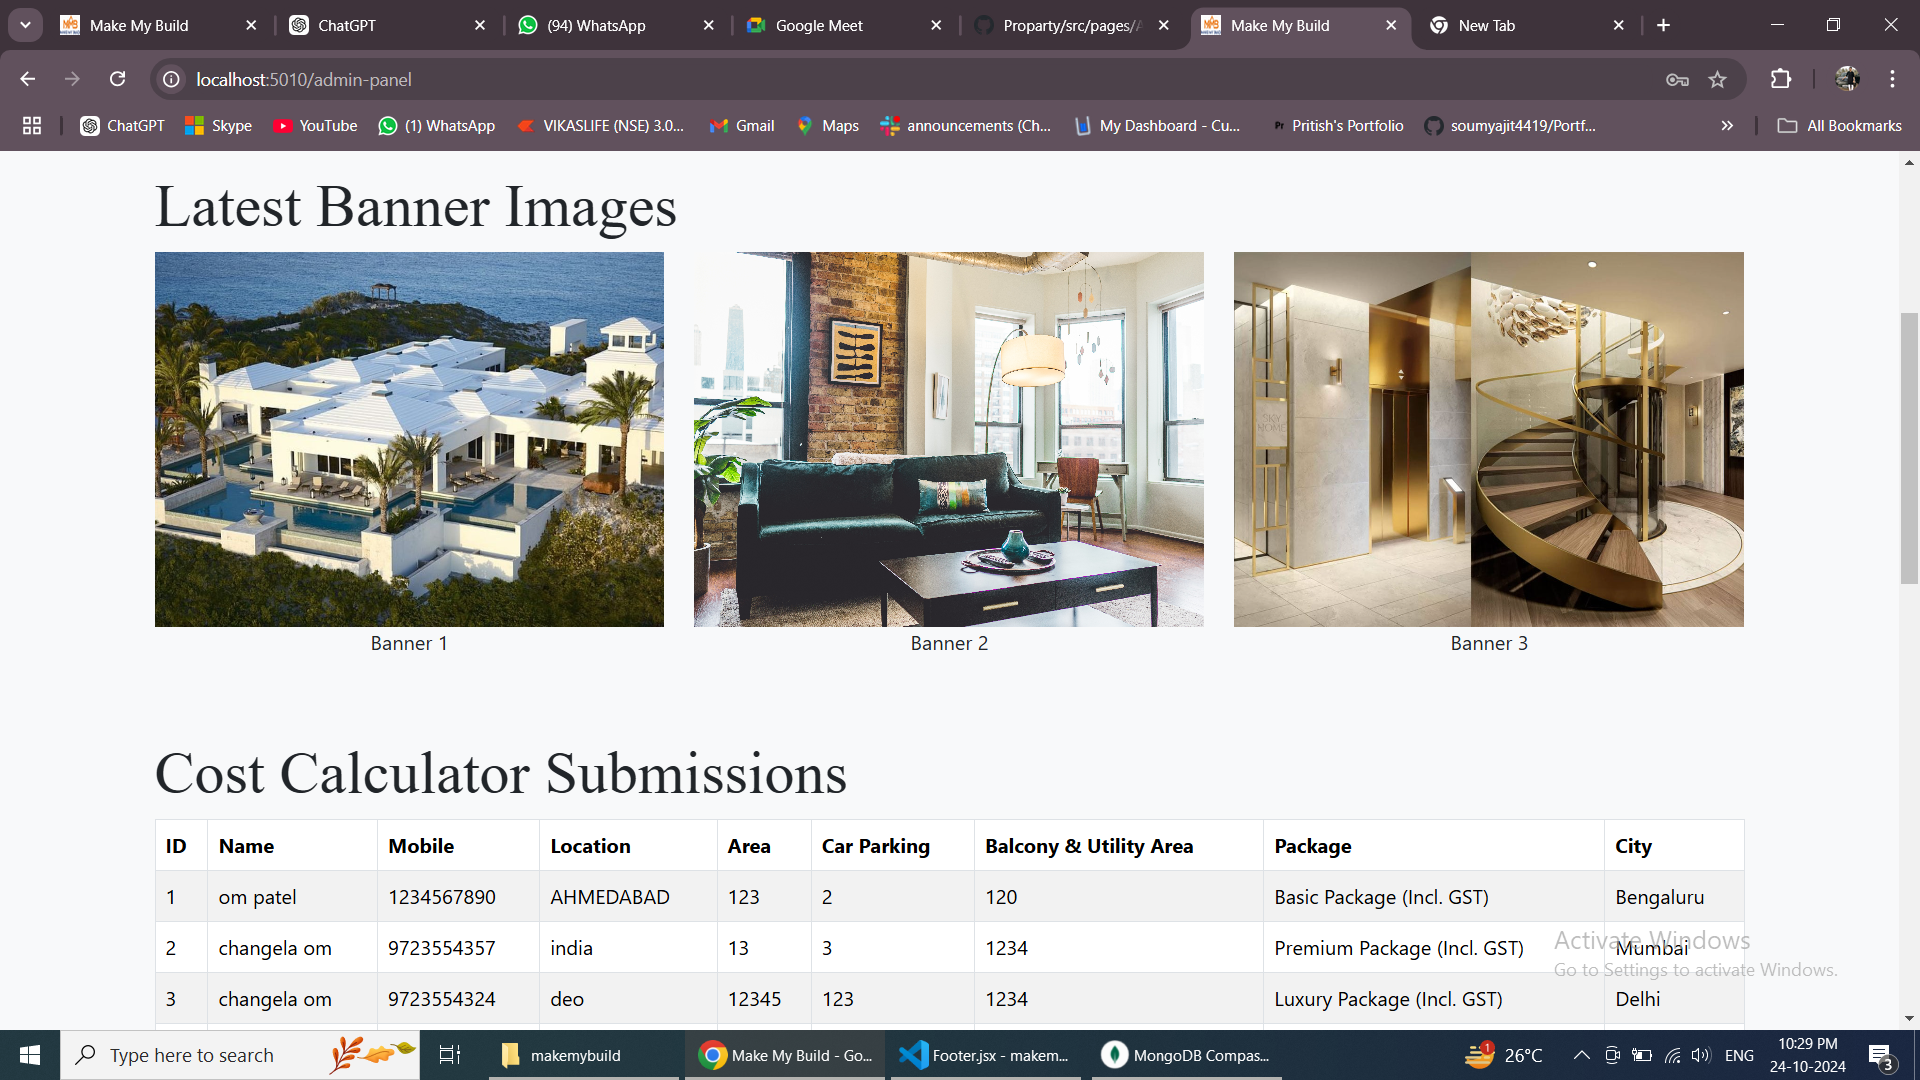 Make My Build
ChatGPT
(94) WhatsApp
Google Meet
Proparty/src/pages/A
Make My Build
New Tab
localhost:5010/admin-panel
ChatGPT
Skype
YouTube
(1) WhatsApp
VIKASLIFE (NSE) 3.0...
Gmail
Maps
announcements (Ch...
My Dashboard - Cu...
Pr Pritish's Portfolio
soumyajit4419/Portf...
All Bookmarks
Latest Banner Images
SKY HOME
Banner 1
Banner 2
Banner 3
Cost Calculator Submissions
ID Name Mobile Location Area Car Parking Balcony & Utility Area Package City
1 om patel 1234567890 AHMEDABAD 123 2 120 Basic Package (Incl. GST) Bengaluru
2 changela om 9723554357 india 13 3 1234 Premium Package (Incl. GST) Mumbai
3 changela om 9723554324 deo 12345 123 1234 Luxury Package (Incl. GST) Delhi
Activate Windows
Go to Settings to activate Windows.
Type here to search
makemybuild
Make My Build - Go...
Footer.jsx - makem...
MongoDB Compas...
1
26°C
ENG
10:29 PM
24-10-2024
3